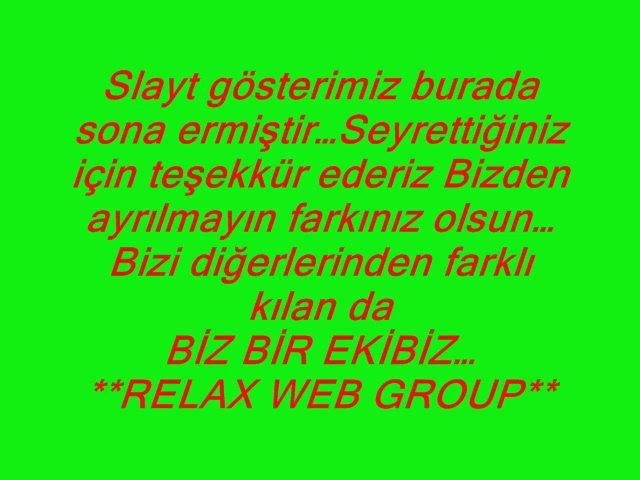 Slayt gösterimiz burada
sona ermiştir...Seyrettiğiniz
için teşekkür ederiz Bizden
ayrılmayın farkınız olsun...
Bizi diğerlerinden farklı
kılan da
BİZ BİR EKİBİZ...
**RELAX WEB GROUP**